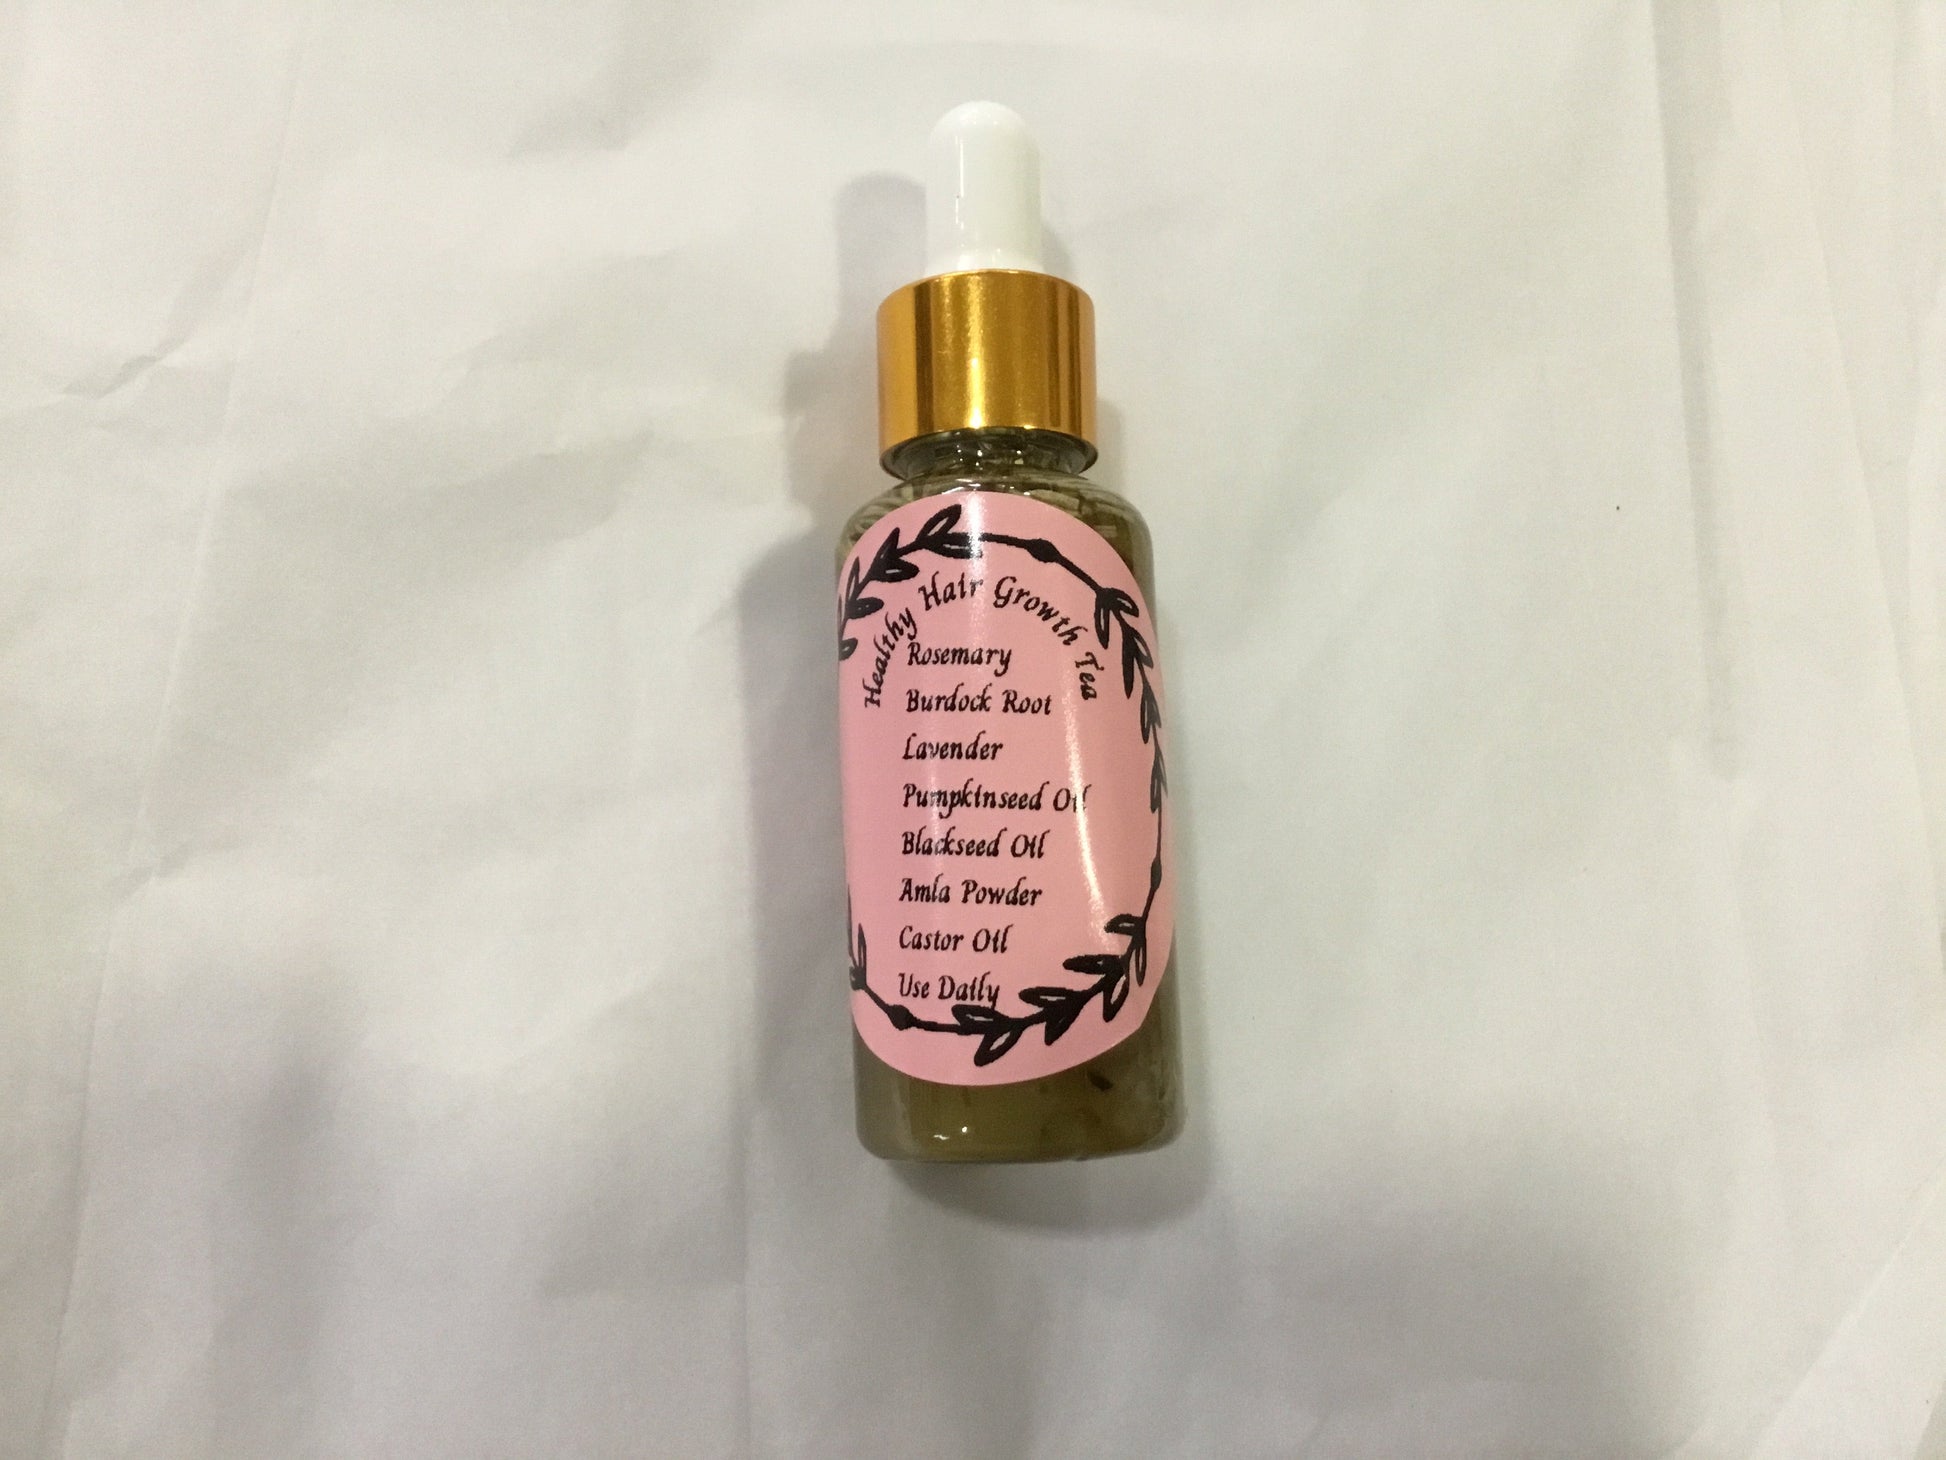 Healthy Hair Growth Tea
Rosemary
Burdock Root
Lavender
Pumpkinseed Oil
Blackseed Oil
Amla Powder
Castor Oil
Use Daily